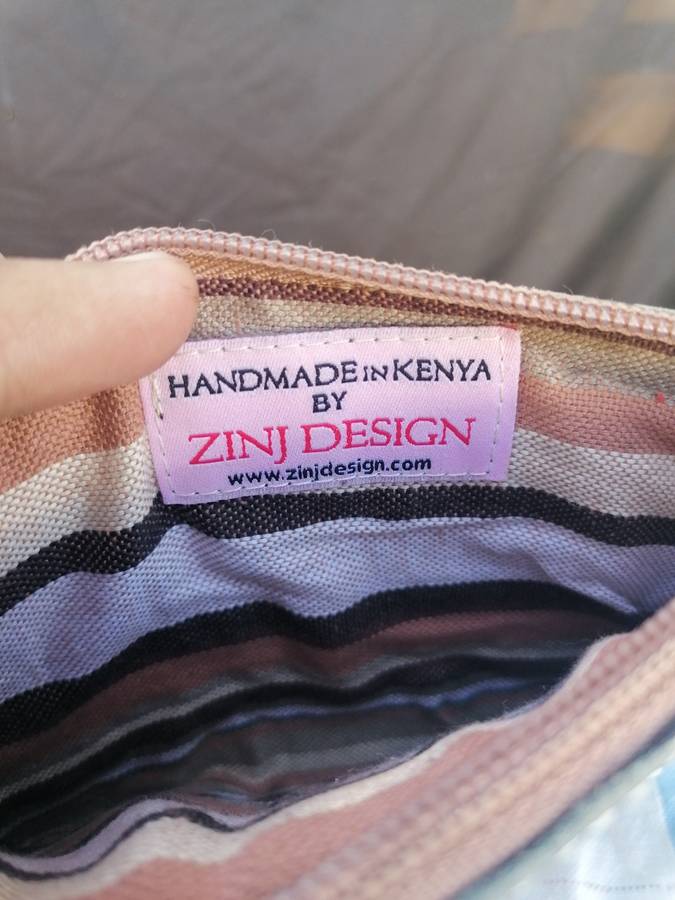 HANDMADE IN KENYA
BY
ZINJ DESIGN
www.zinjdesign.com